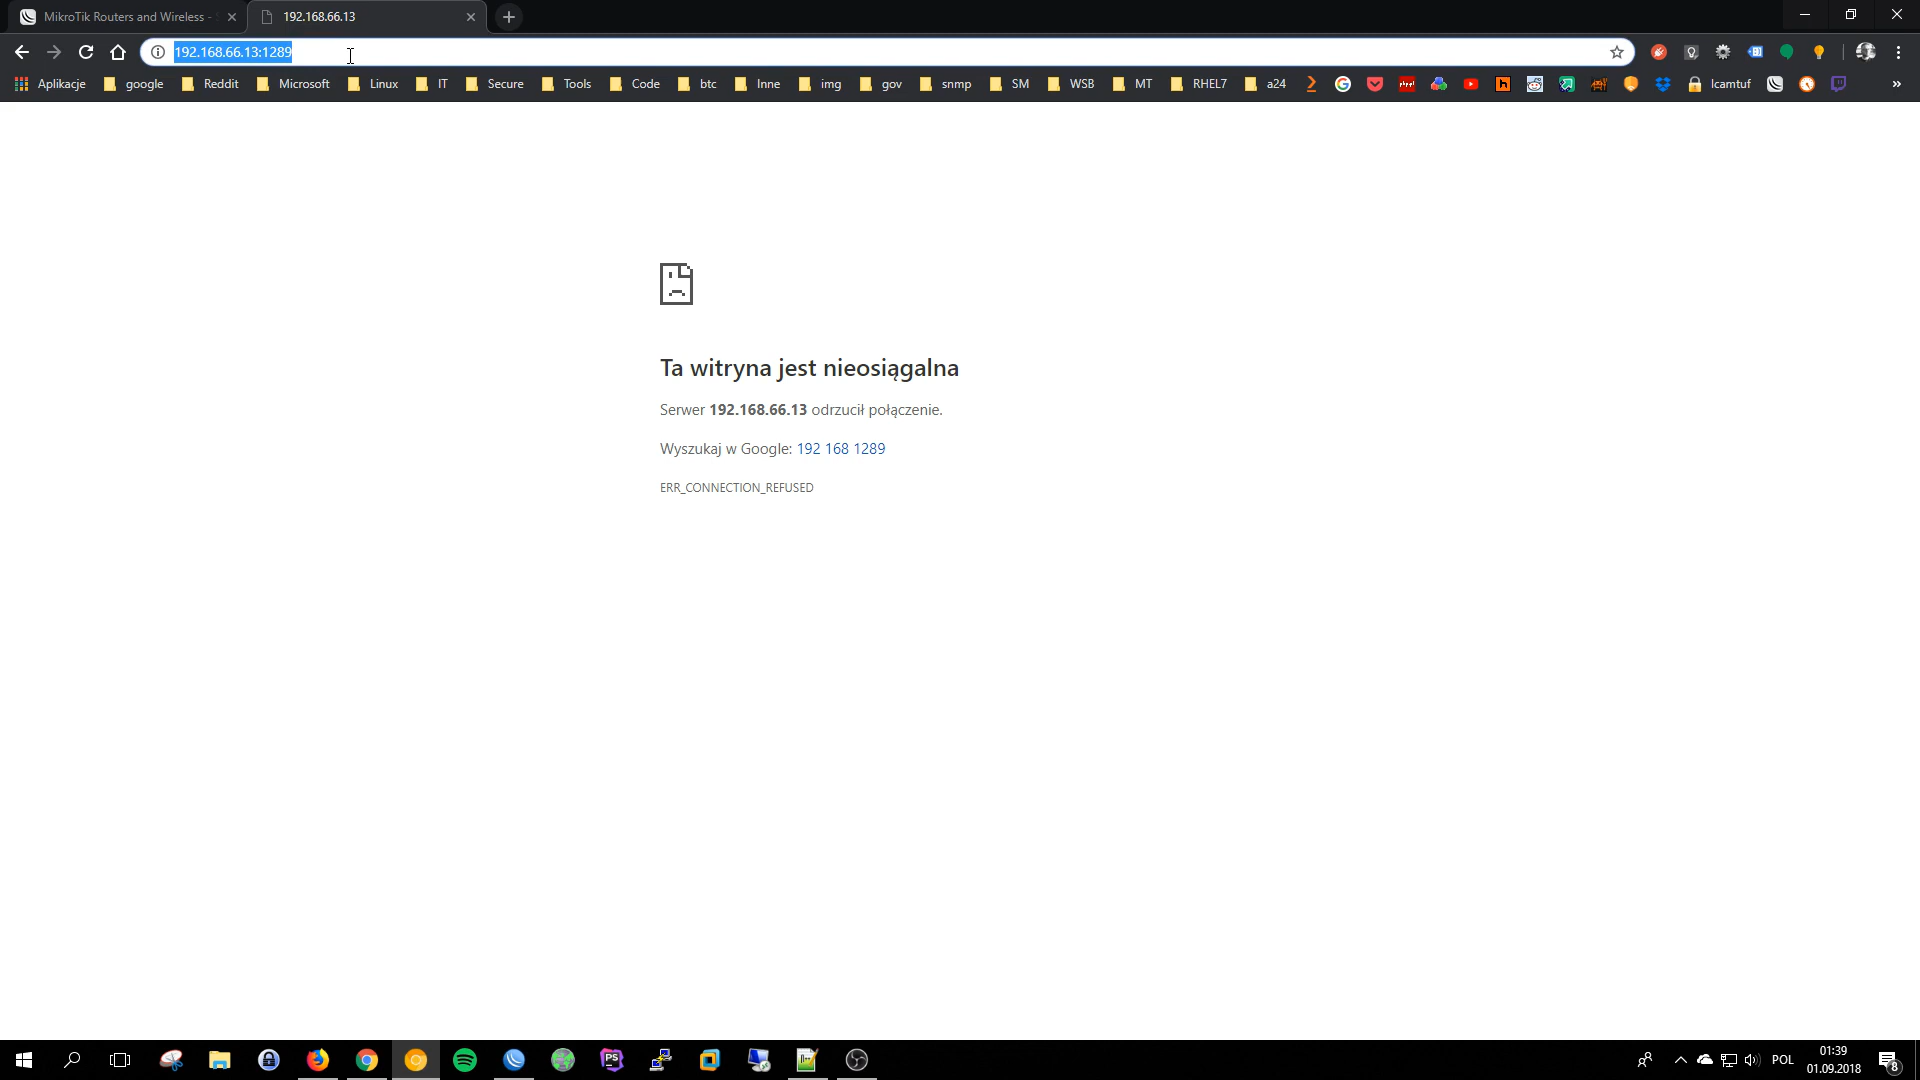 MikroTik Routers and Wireless -
192.168.66.13
192.168.66.13:1289
Aplikacje google Reddit Microsoft Linux IT Secure Tools Code btc Inne img gov snmp SM WSB MT RHEL7 a24 lcamtuf »
Ta witryna jest nieosiągalna
Serwer 192.168.66.13 odrzucił połączenie.
Wyszukaj w Google: 192 168 1289
ERR_CONNECTION_REFUSED
PS
POL
01:39
01.09.2018
8